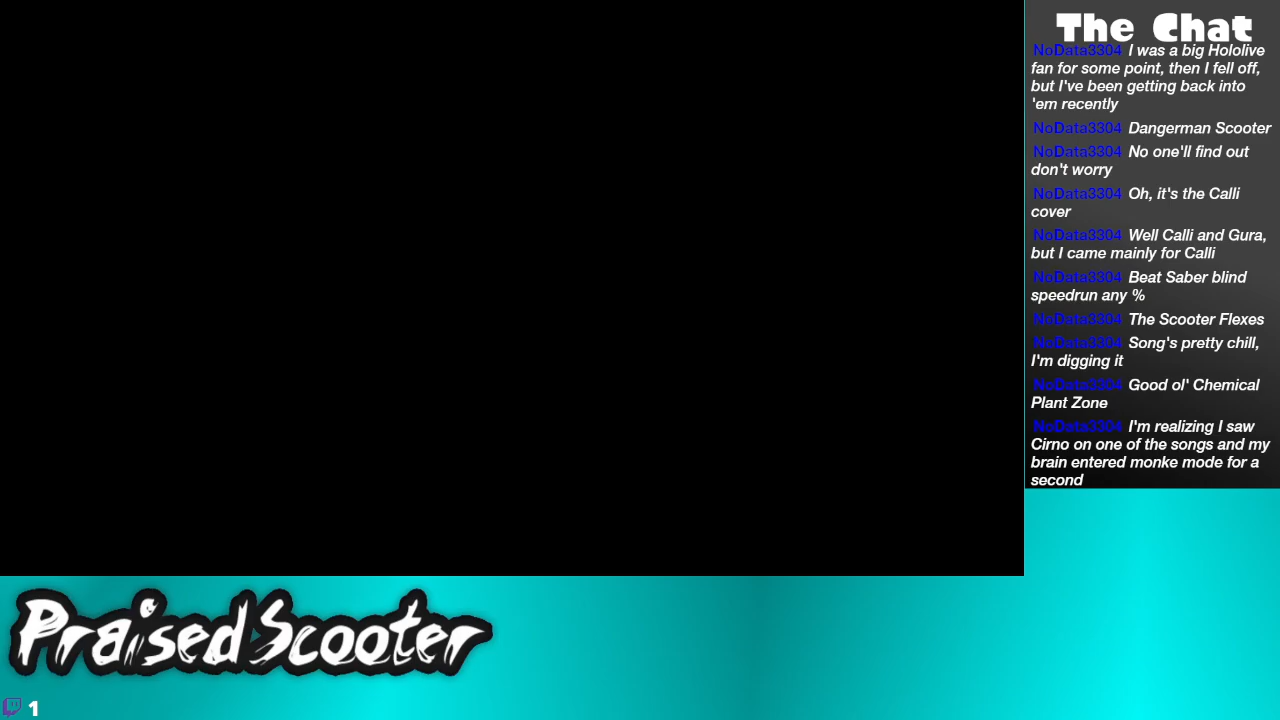 The Chat
NoData3304 I was a big Hololive
fan for some point, then I fell off,
but I've been getting back into
'em recently
NoData3304 Dangerman Scooter
NoData3304 No one'll find out
don't worry
NoData3304 Oh, it's the Calli
cover
NoData3304 Well Calli and Gura,
but I came mainly for Calli
NoData3304 Beat Saber blind
speedrun any %
NoData3304 The Scooter Flexes
NoData3304 Song's pretty chill,
I'm digging it
NoData3304 Good ol' Chemical
Plant Zone
NoData3304 I'm realizing I saw
Cirno on one of the songs and my
brain entered monke mode for a
second
PraisedScooter
1